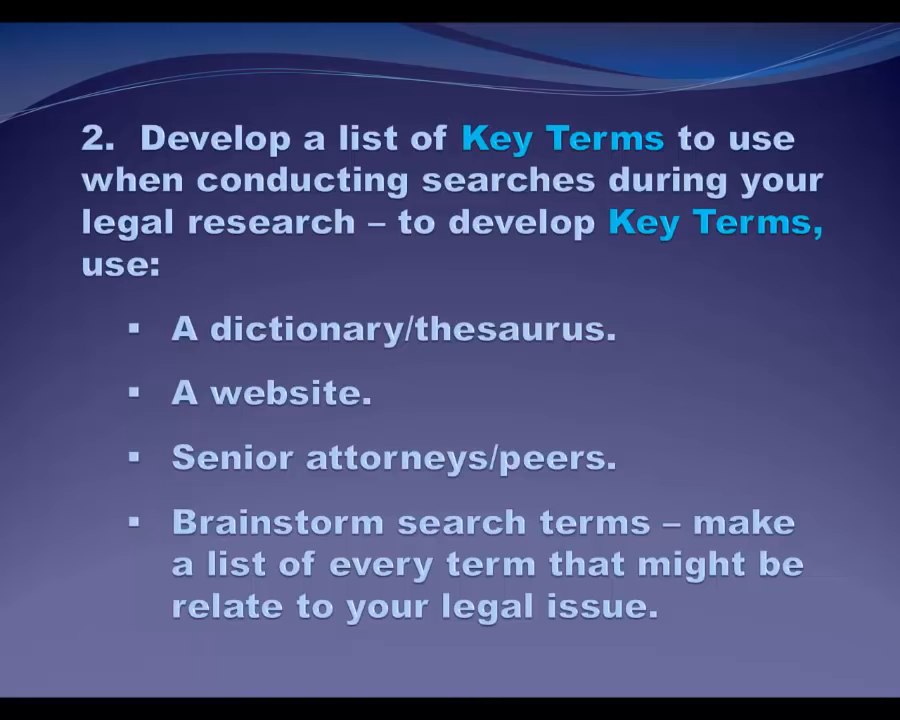 2. Develop a list of Key Terms to use
when conducting searches during your
legal research – to develop Key Terms,
use:
▪ A dictionary/thesaurus.
▪ A website.
▪ Senior attorneys/peers.
▪ Brainstorm search terms – make
a list of every term that might be
relate to your legal issue.